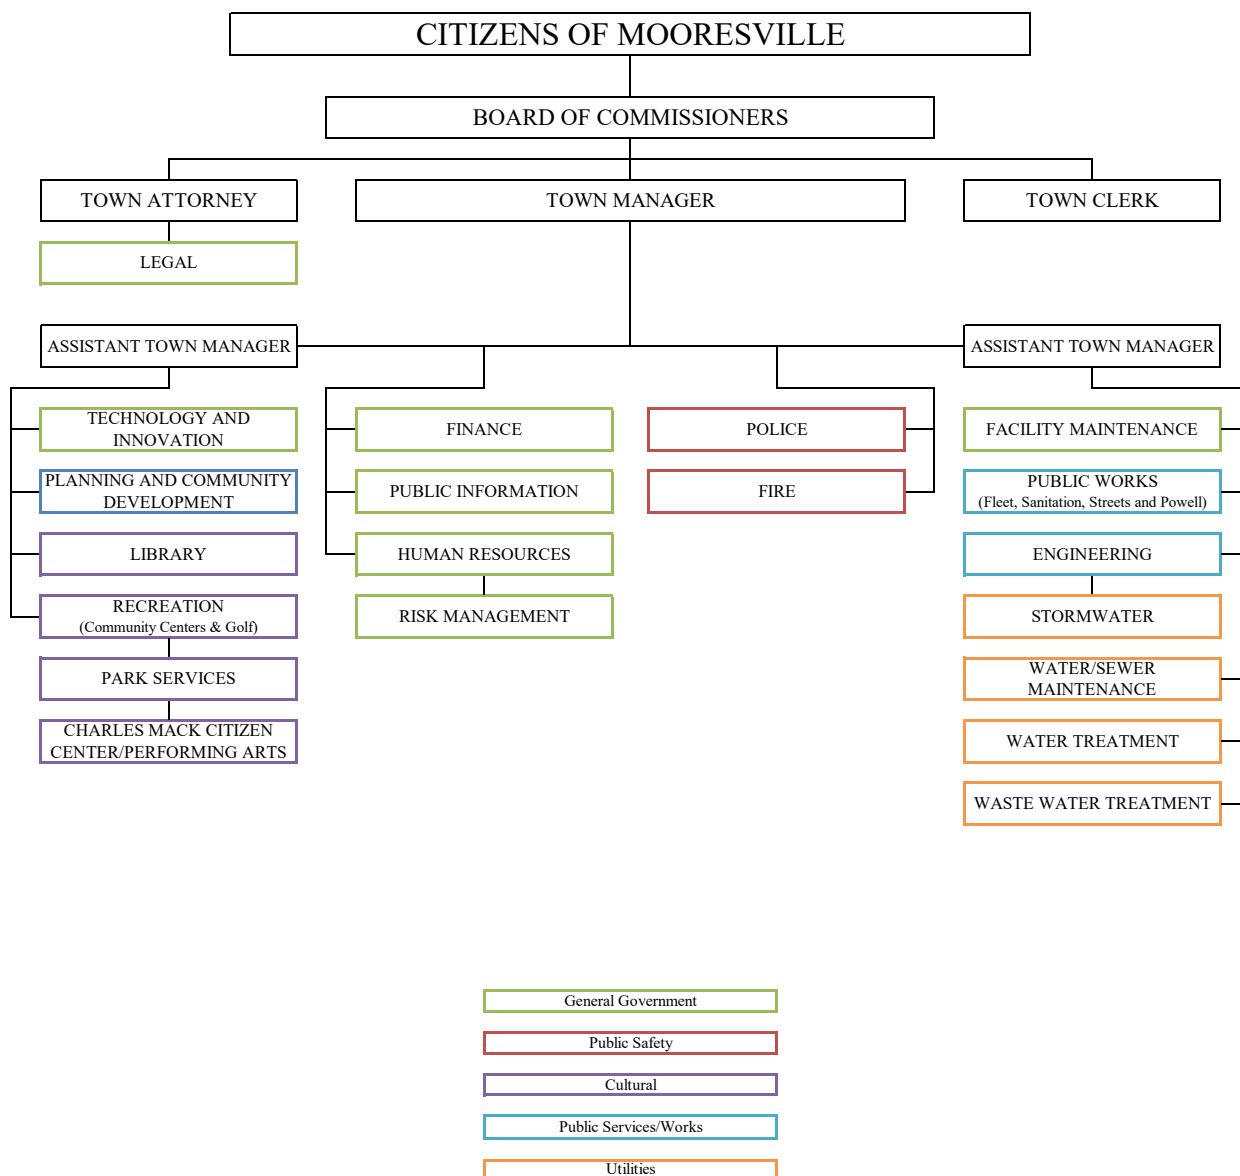 CITIZENS OF MOORESVILLE
BOARD OF COMMISSIONERS
TOWN ATTORNEY
TOWN MANAGER
TOWN CLERK
LEGAL
ASSISTANT TOWN MANAGER
ASSISTANT TOWN MANAGER
TECHNOLOGY AND
INNOVATION
PLANNING AND COMMUNITY
DEVELOPMENT
LIBRARY
RECREATION
(Community Centers & Golf)
PARK SERVICES
CHARLES MACK CITIZEN
CENTER/PERFORMING ARTS
FINANCE
PUBLIC INFORMATION
HUMAN RESOURCES
RISK MANAGEMENT
POLICE
FIRE
FACILITY MAINTENANCE
PUBLIC WORKS
(Fleet, Sanitation, Streets and Powell)
ENGINEERING
STORMWATER
WATER/SEWER
MAINTENANCE
WATER TREATMENT
WASTE WATER TREATMENT
General Government
Public Safety
Cultural
Public Services/Works
Utilities